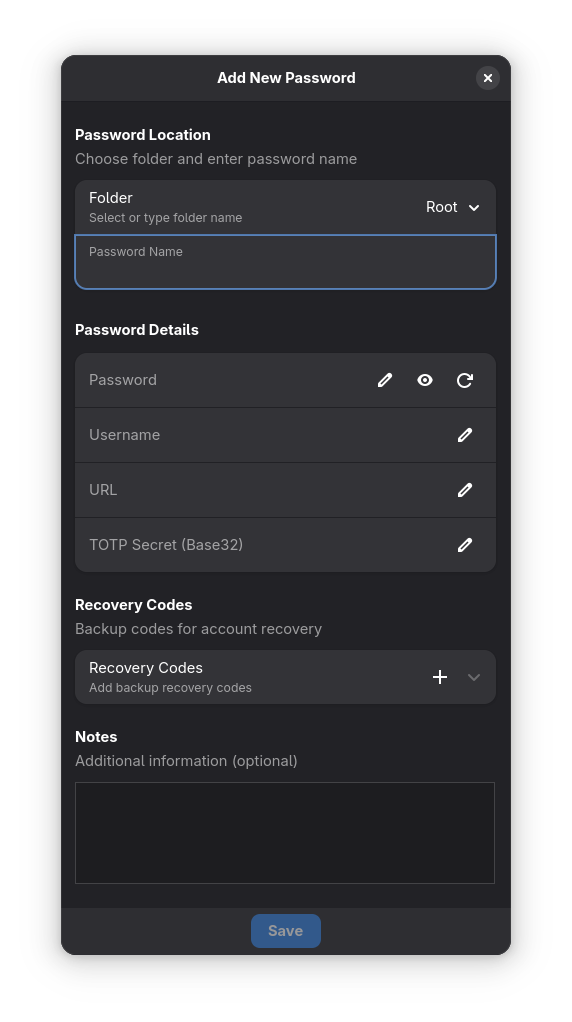 Add New Password
Password Location
Choose folder and enter password name
Folder
Select or type folder name
Root
Password Name
Password Details
Password
Username
URL
TOTP Secret (Base32)
Recovery Codes
Backup codes for account recovery
Recovery Codes
Add backup recovery codes
Notes
Additional information (optional)
Save